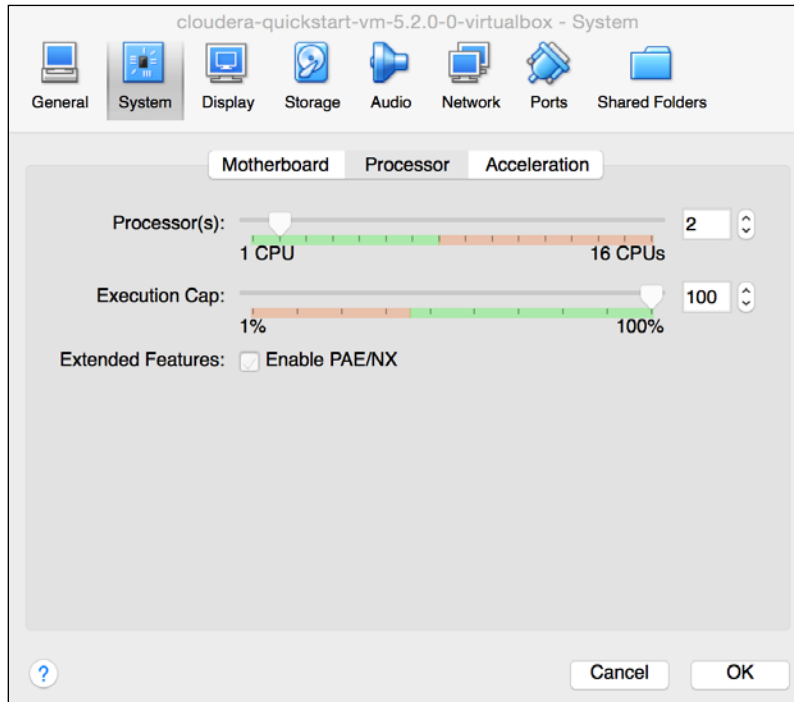 cloudera-quickstart-vm-5.2.0-0-virtualbox - System
General System Display Storage Audio Network Ports Shared Folders
Motherboard Processor Acceleration
Processor(s): 2
1 CPU 16 CPUs
Execution Cap: 100
1% 100%
Extended Features: Enable PAE/NX
? Cancel OK